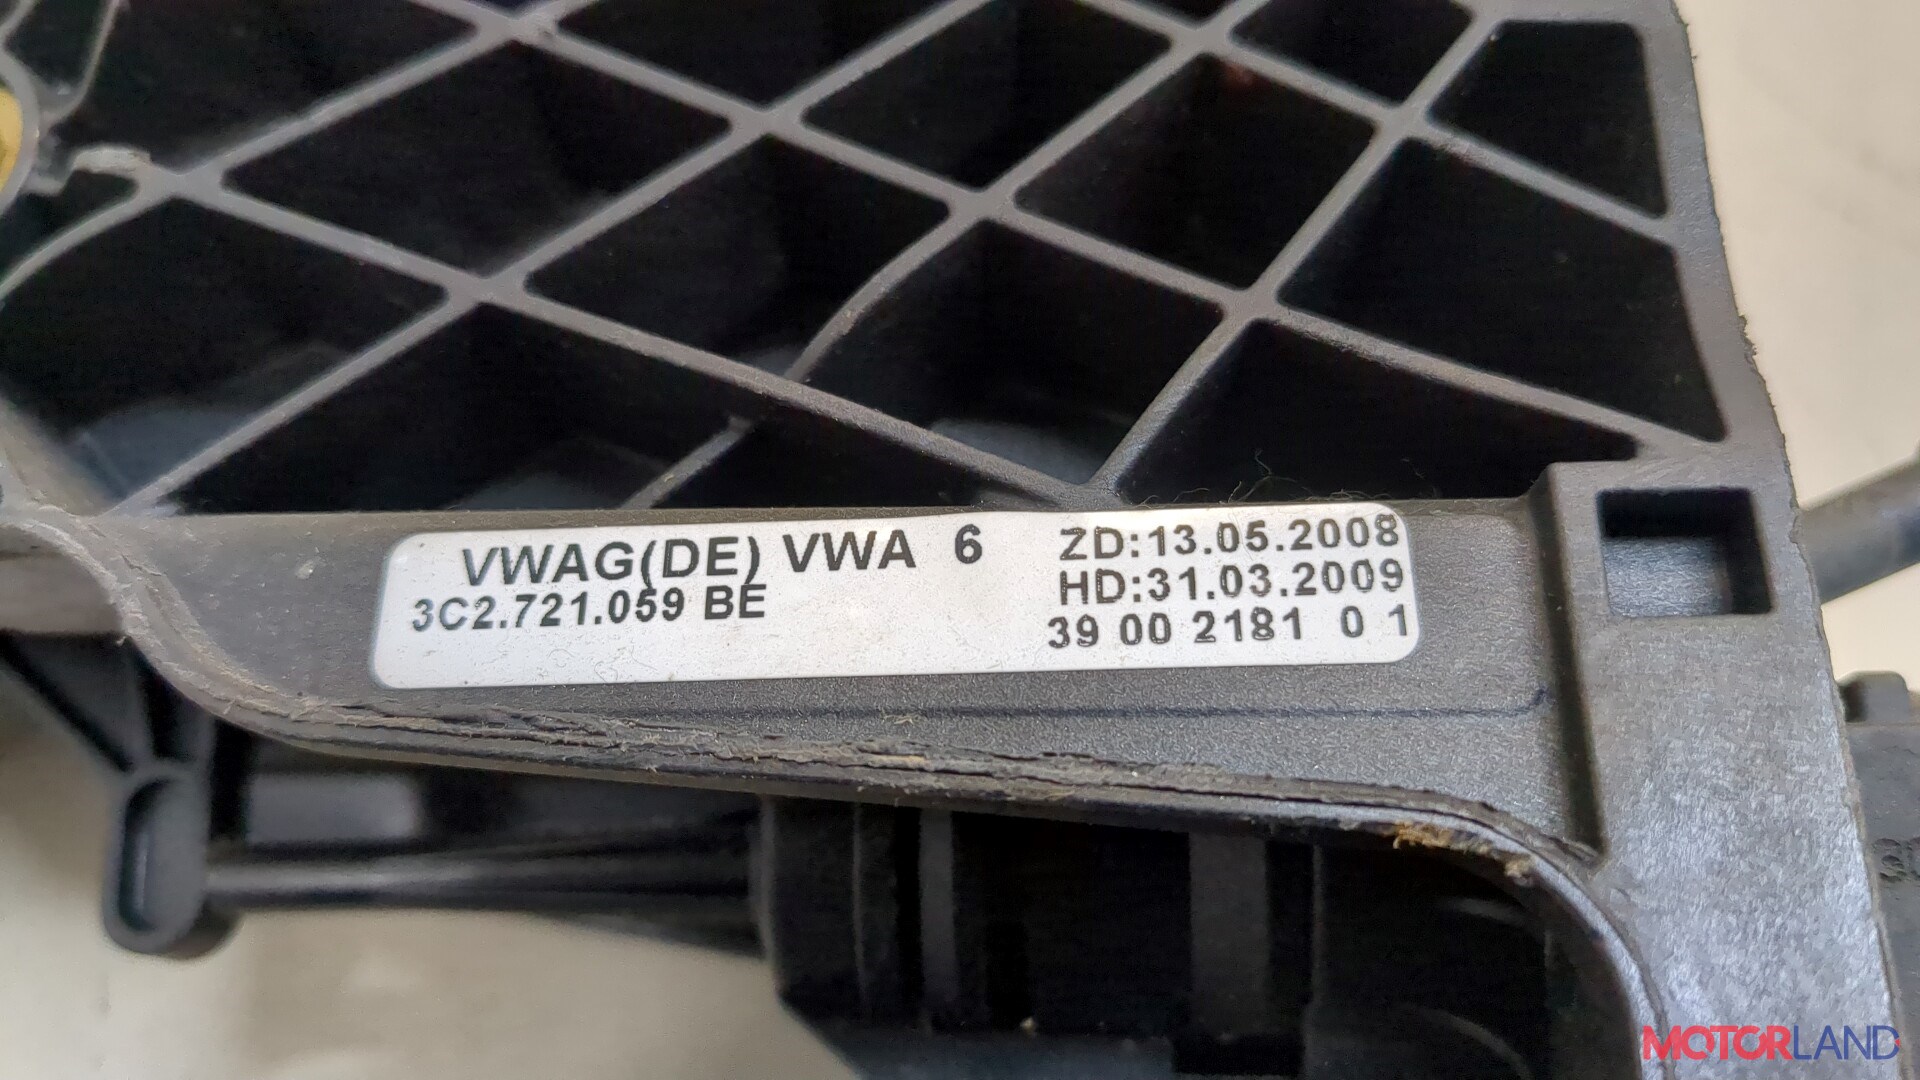 VWAG(DE) VWA 6
3C2.721.059 BE
ZD:13.05.2008
HD:31.03.2009
39 00 2181 0 1
MOTORLAND